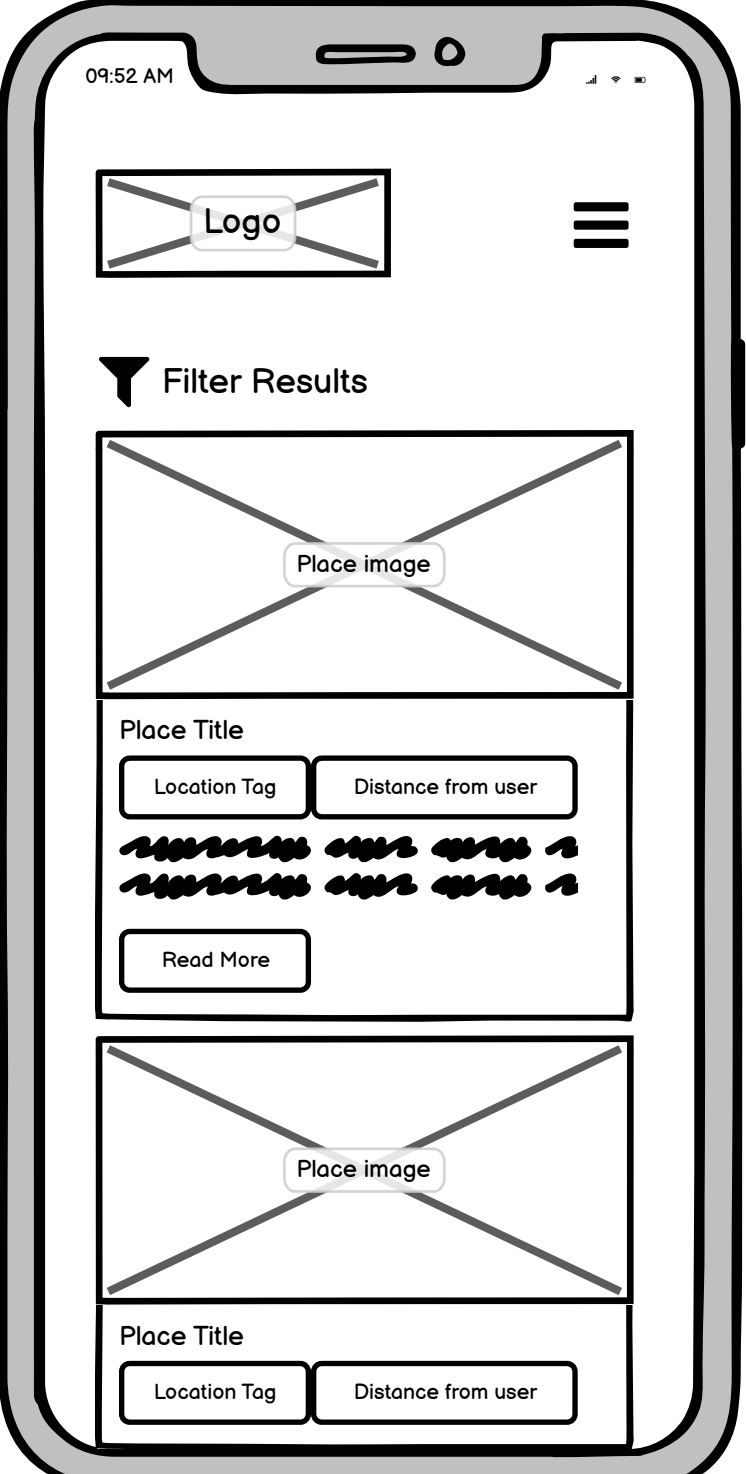 09:52 AM
Logo
Filter Results
Place image
Place Title
Location Tag Distance from user
Read More
Place image
Place Title
Location Tag Distance from user